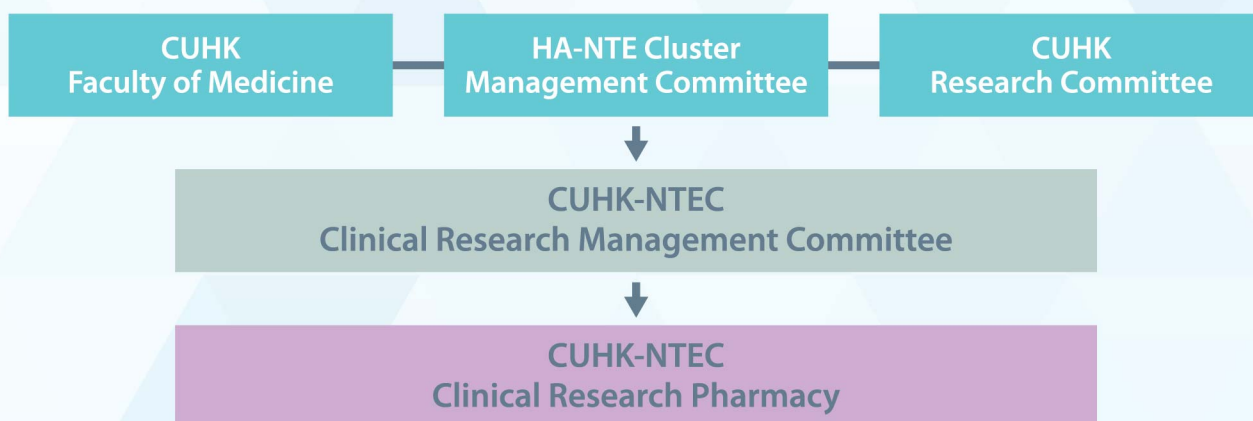 CUHK
Faculty of Medicine
HA-NTE Cluster
Management Committee
CUHK
Research Committee
CUHK-NTEC
Clinical Research Management Committee
CUHK-NTEC
Clinical Research Pharmacy